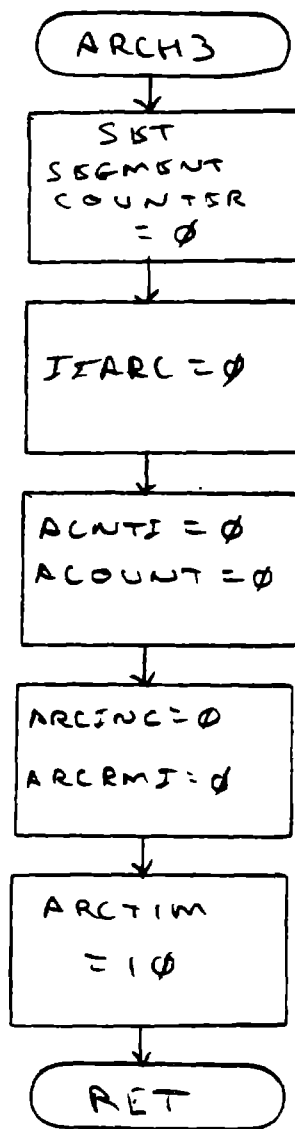 ARCH3
SET
SEGMENT
COUNTER
= Ø
IFARC = Ø
ACNTI = Ø
ACOUNT = Ø
ARCINC = Ø
ARCRMI = Ø
ARCTIM
= 1Ø
RET